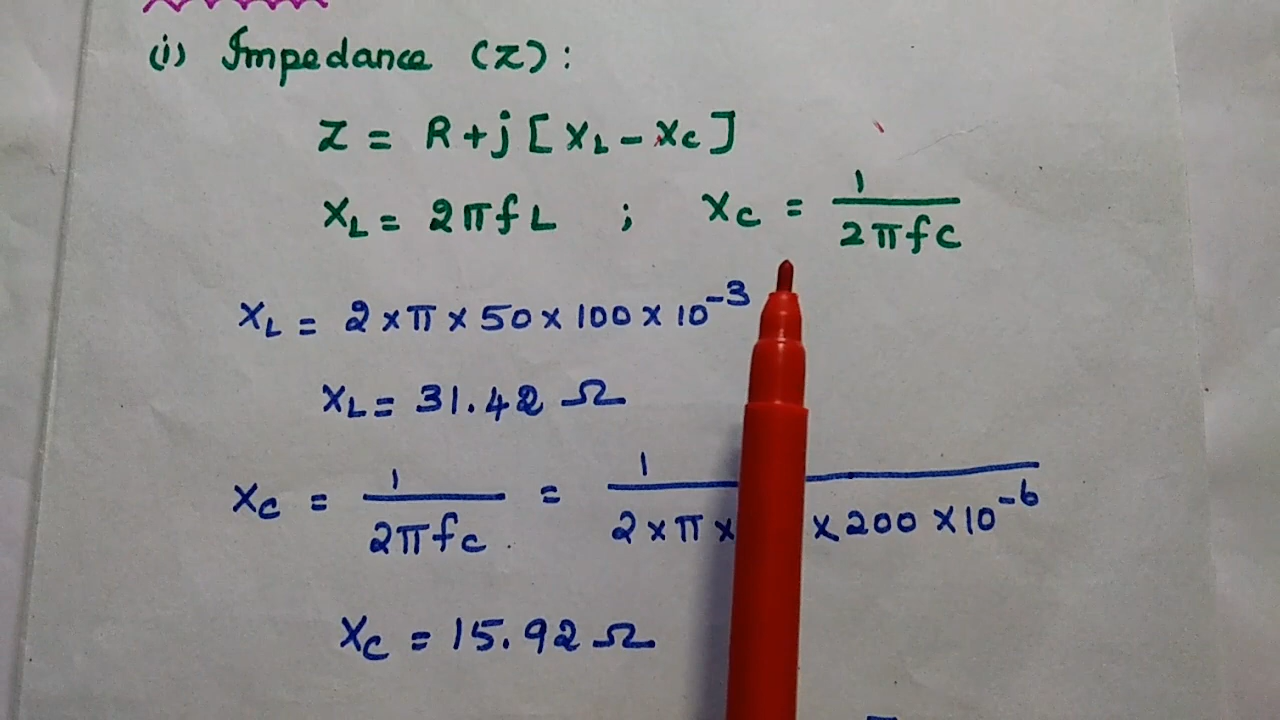 (i) Impedance (Z) :
Z = R + j [ XL - Xc ]
XL = 2πfL ; Xc = 1 / 2πfC
XL = 2 × π × 50 × 100 × 10^-3
XL = 31.42 Ω
Xc = 1 / 2πfc = 1 / 2 × π × × 200 × 10^-6
Xc = 15.92 Ω